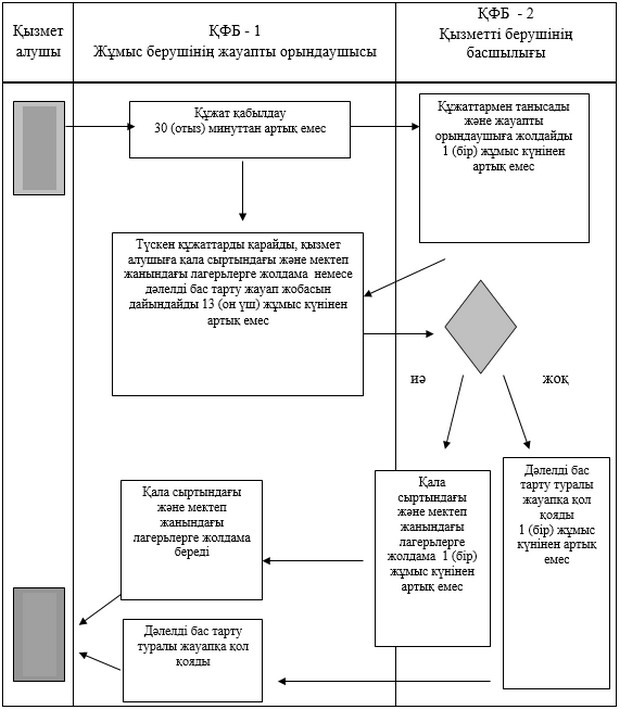 Қызмет
алушы
ҚФБ - 1
Жұмыс берушінің жауапты орындаушысы
ҚФБ - 2
Қызметті берушінің
басшылығы
Құжат қабылдау
30 (отыз) минуттан артық емес
Құжаттармен танысады
және жауапты
орындаушыға жолдайды
1 (бір) жұмыс күнінен
артық емес
Түскен құжаттарды қарайды, қызмет
алушыға қала сыртындағы және мектеп
жанындағы лагерьлерге жолдама немесе
дәлелді бас тарту жауап жобасын
дайындайды 13 (он үш) жұмыс күнінен
артық емес
иә
жоқ
Қала сыртындағы
және мектеп
жанындағы
лагерьлерге жолдама
береді
Қала
сыртындағы
және мектеп
жанындағы
лагерьлерге
жолдама 1 (бір)
жұмыс күнінен
артық емес
Дәлелді бас
тарту туралы
жауапқа қол
қояды
1 (бір) жұмыс
күнінен артық
емес
Дәлелді бас тарту
туралы жауапқа қол
қояды